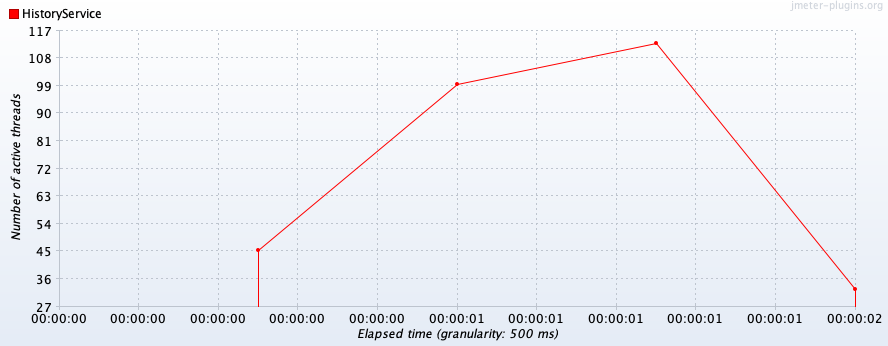 jmeter-plugins.org
HistoryService
117
108
99
90
81
72
63
54
45
36
27
Number of active threads
00:00:00 00:00:00 00:00:00 00:00:00 00:00:00 00:00:01 00:00:01 00:00:01 00:00:01 00:00:01 00:00:02
Elapsed time (granularity: 500 ms)